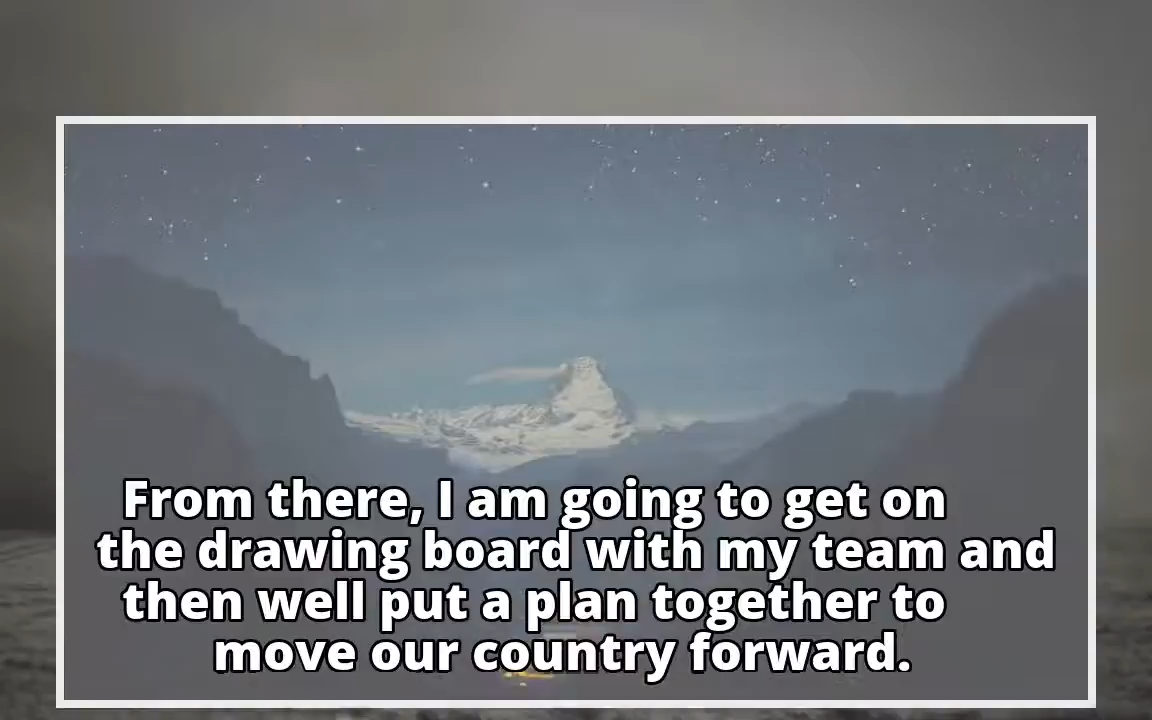 From there, I am going to get on
the drawing board with my team and
then well put a plan together to
move our country forward.